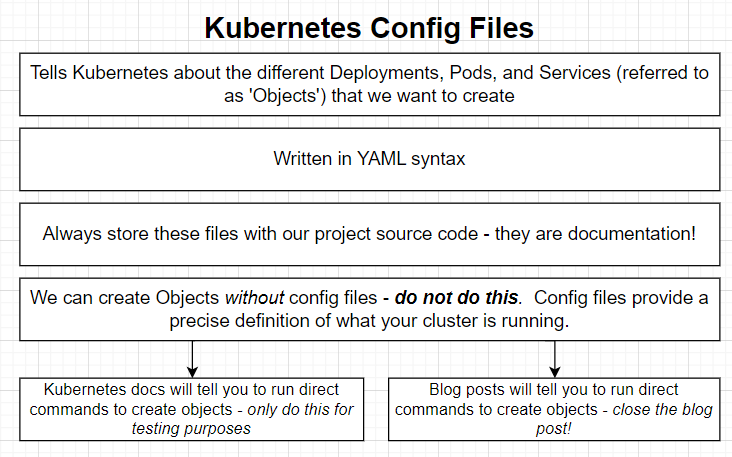 Kubernetes Config Files
Tells Kubernetes about the different Deployments, Pods, and Services (referred to
as 'Objects') that we want to create
Written in YAML syntax
Always store these files with our project source code - they are documentation!
We can create Objects without config files - do not do this.  Config files provide a
precise definition of what your cluster is running.
Kubernetes docs will tell you to run direct
commands to create objects - only do this for
testing purposes
Blog posts will tell you to run direct
commands to create objects - close the blog
post!